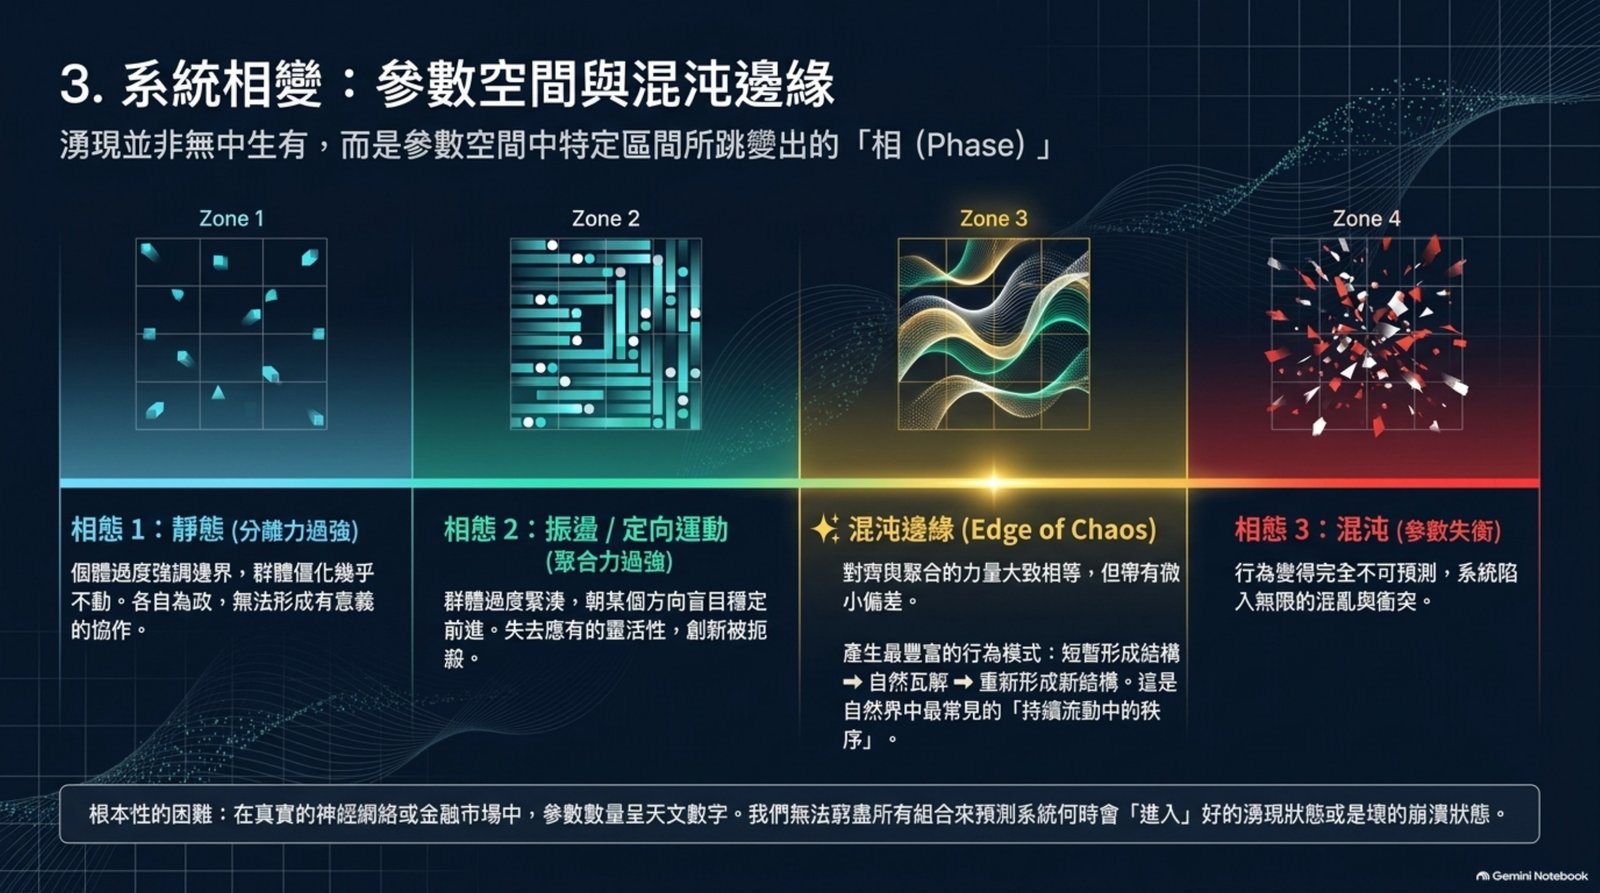 3. 系統相變：參數空間與混沌邊緣
湧現並非無中生有，而是參數空間中特定區間所跳變出的「相（Phase）」
Zone 1
Zone 2
Zone 3
Zone 4
相態 1：靜態 (分離力過強)
個體過度強調邊界，群體僵化幾乎
不動。各自為政，無法形成有意義
的協作。
相態 2：振盪 / 定向運動
(聚合力過強)
群體過度緊湊，朝某個方向盲目穩定
前進。失去應有的靈活性，創新被扼
殺。
混沌邊緣 (Edge of Chaos)
對齊與聚合的力量大致相等，但帶有微
小偏差。
產生最豐富的行為模式：短暫形成結構
➡ 自然瓦解 ➡ 重新形成新結構。這是
自然界中最常見的「持續流動中的秩
序」。
相態 3：混沌 (參數失衡)
行為變得完全不可預測，系統陷
入無限的混亂與衝突。
根本性的困難：在真實的神經網絡或金融市場中，參數數量呈天文數字。我們無法窮盡所有組合來預測系統何時會「進入」好的湧現狀態或是壞的崩潰狀態。
Gemini Notebook